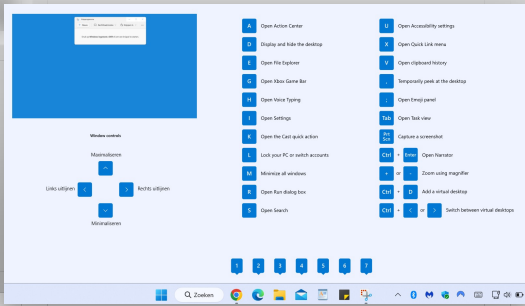 Window controls
Maximaliseren
Links uitlijnen
Rechts uitlijnen
Minimaliseren
A Open Action Center
D Display and hide the desktop
E Open File Explorer
G Open Xbox Game Bar
H Open Voice Typing
I Open Settings
K Open the Cast quick action
L Lock your PC or switch accounts
M Minimize all windows
R Open Run dialog box
S Open Search
U Open Accessibility settings
X Open Quick Link menu
V Open clipboard history
, Temporarily peek at the desktop
; Open Emoji panel
Tab Open Task view
Prt Scn Capture a screenshot
Ctrl + Enter Open Narrator
+ or - Zoom using magnifier
Ctrl + D Add a virtual desktop
Ctrl + < or > Switch between virtual desktops
1 2 3 4 5 6 7
Zoeken